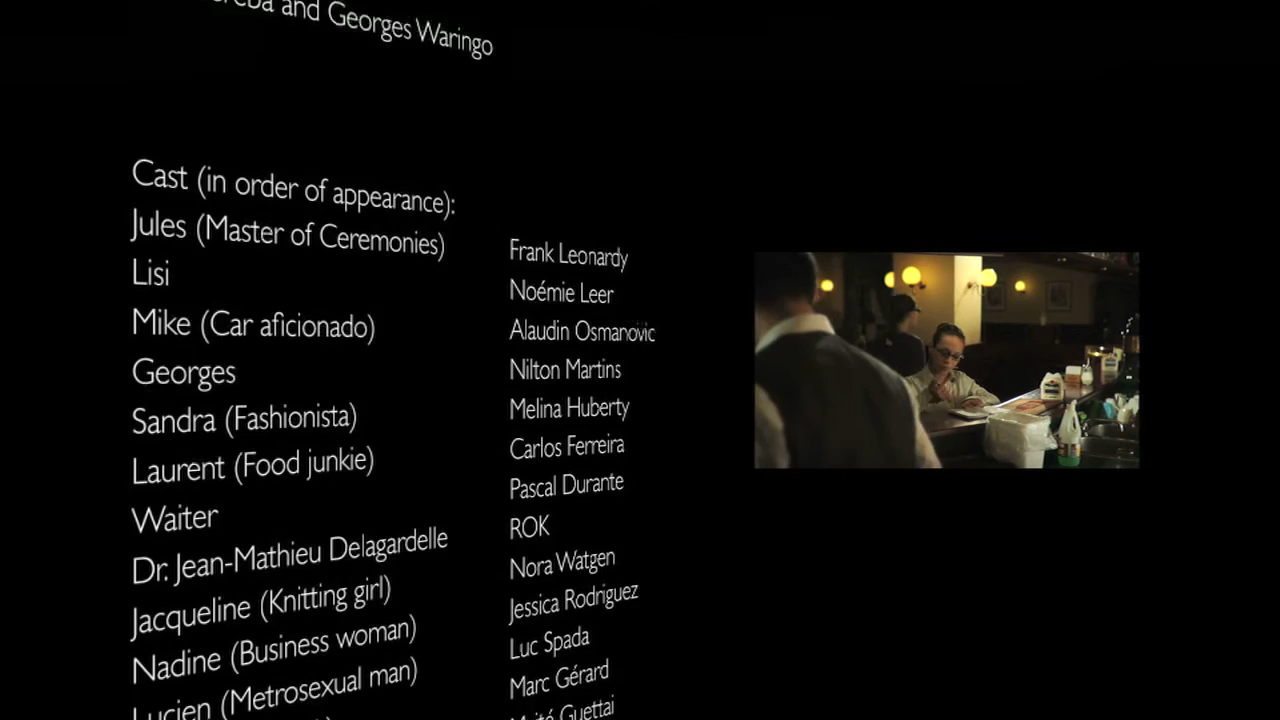 and Georges Waringo
Cast (in order of appearance):
Jules (Master of Ceremonies)
Frank Leonardy
Lisi
Noémie Leer
Mike (Car aficionado)
Alaudin Osmanovic
Georges
Nilton Martins
Sandra (Fashionista)
Melina Huberty
Laurent (Food junkie)
Carlos Ferreira
Waiter
Pascal Durante
Dr. Jean-Mathieu Delagardelle
ROK
Jacqueline (Knitting girl)
Nora Watgen
Nadine (Business woman)
Jessica Rodriguez
Lucien (Metrosexual man)
Luc Spada
Marc Gérard
Guettai